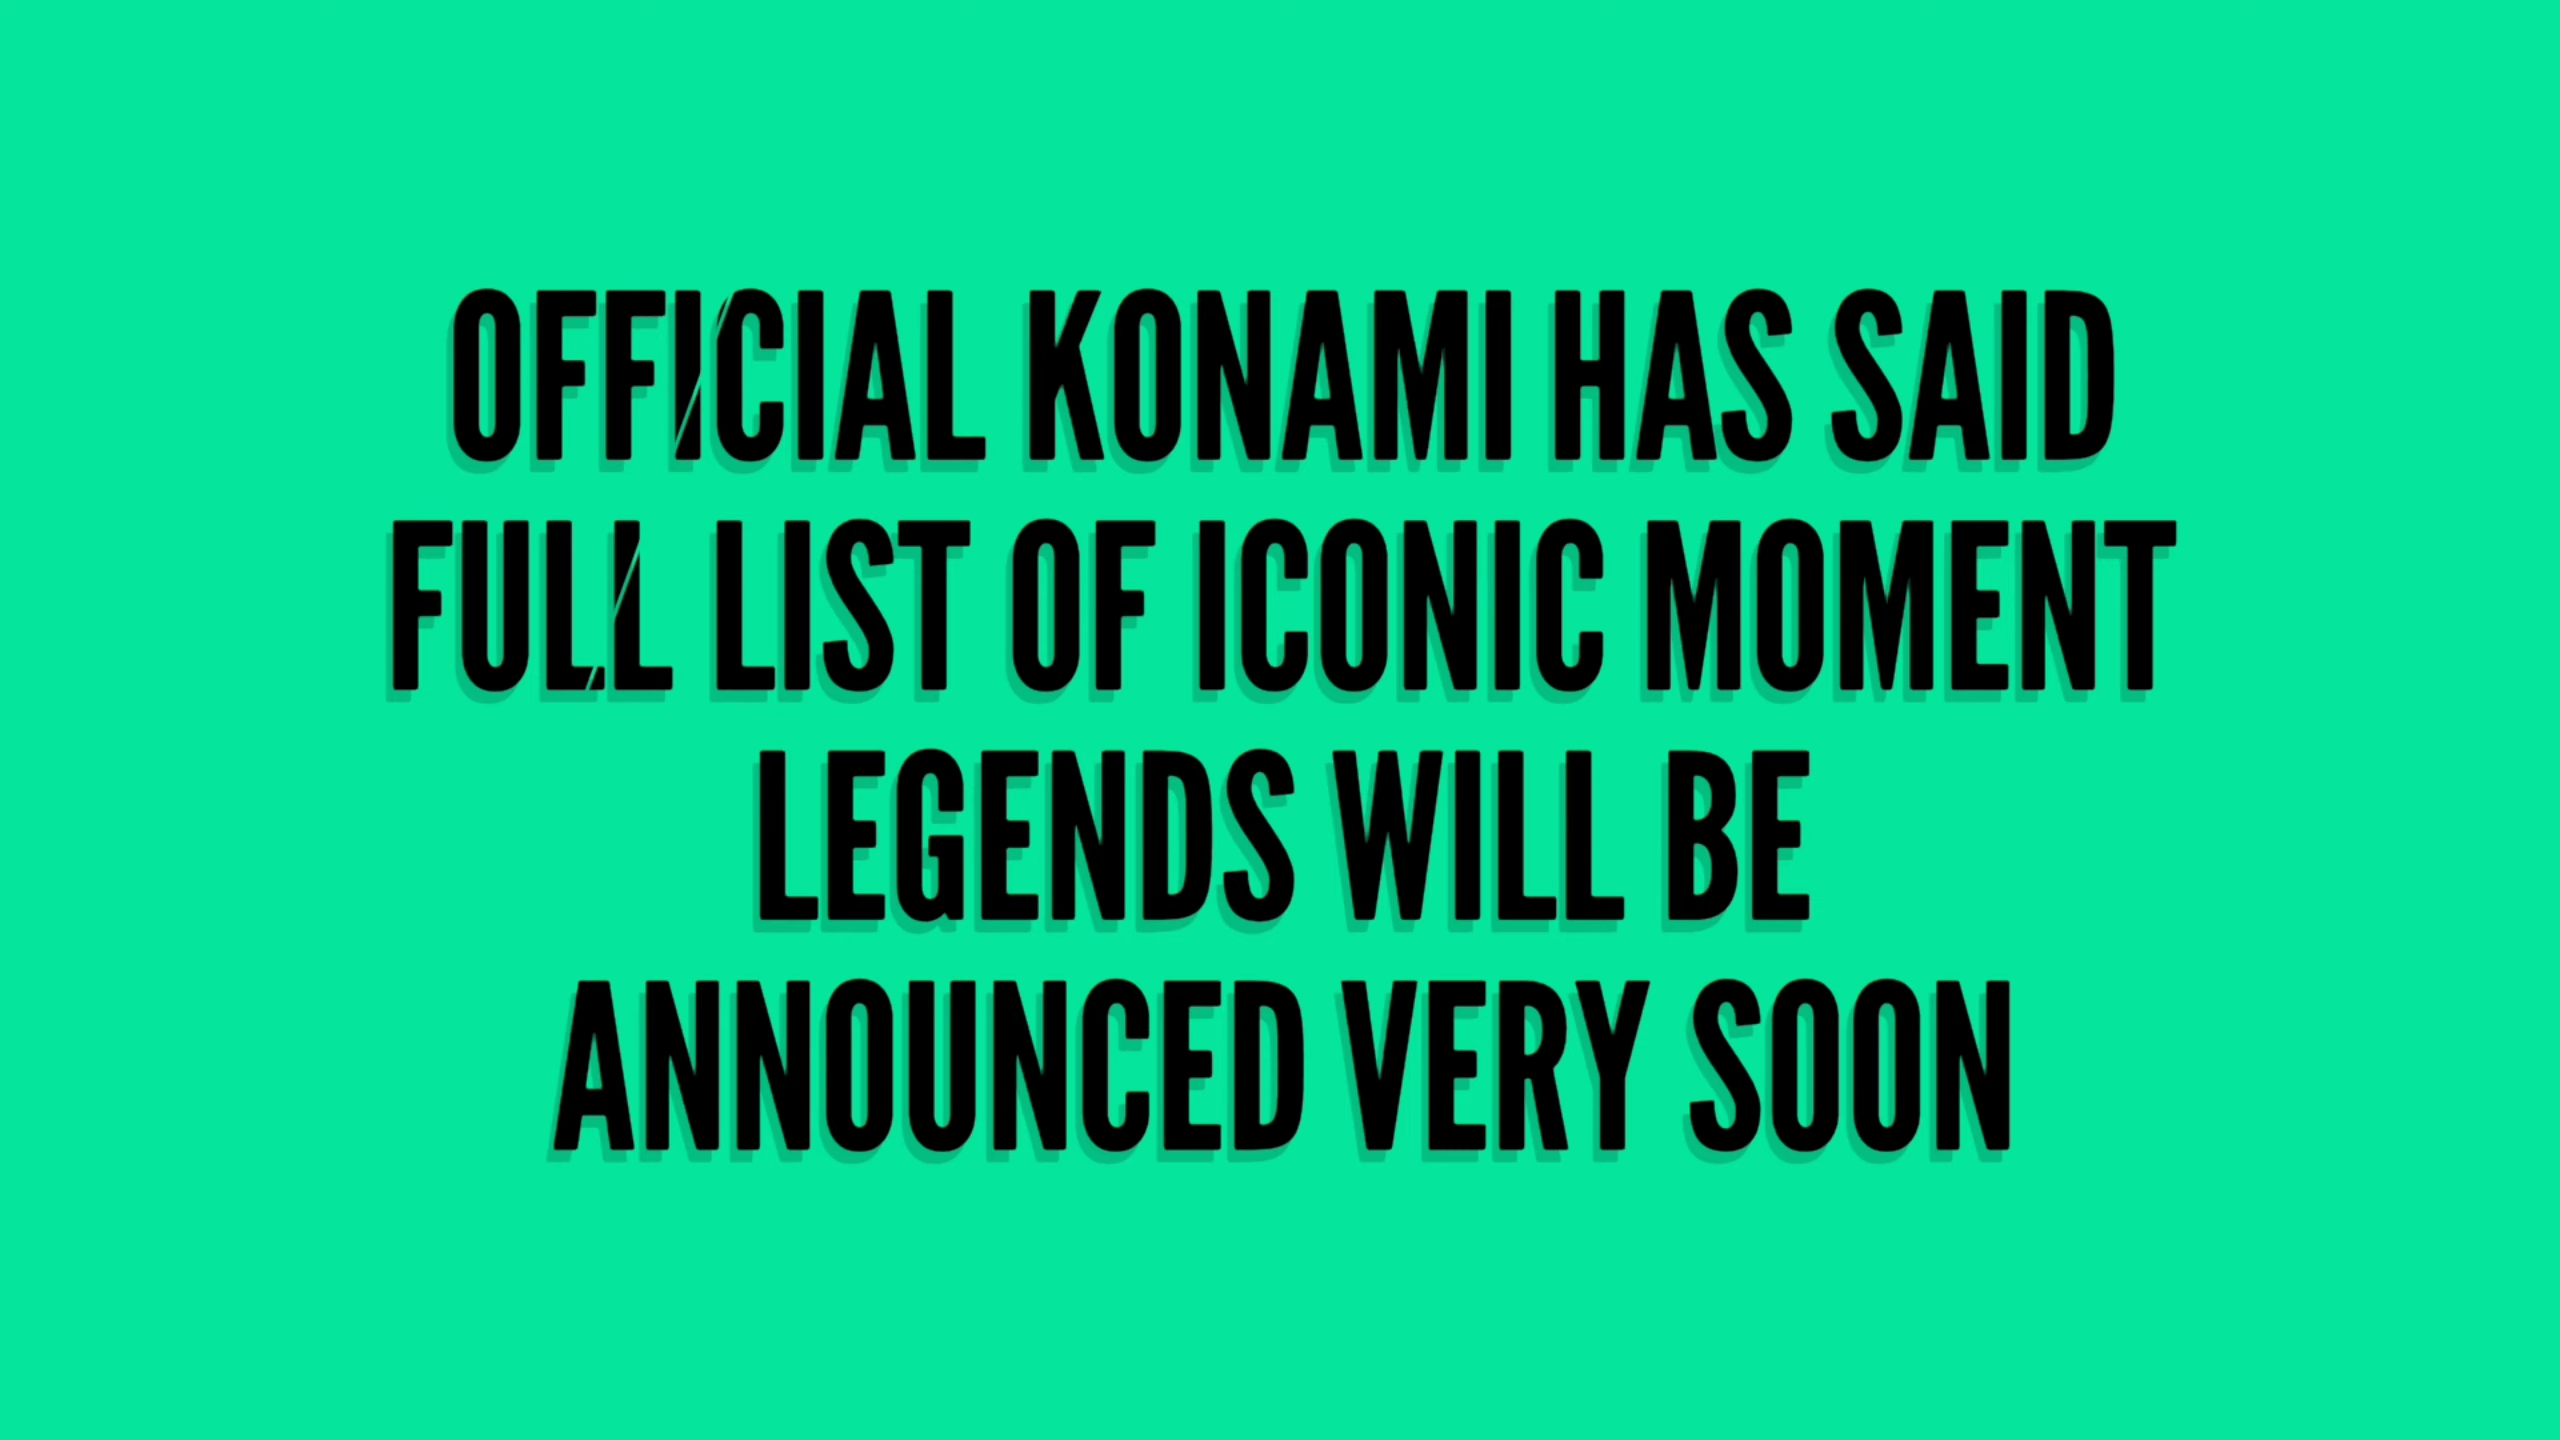 OFFICIAL KONAMI HAS SAID
FULL LIST OF ICONIC MOMENT
LEGENDS WILL BE
ANNOUNCED VERY SOON